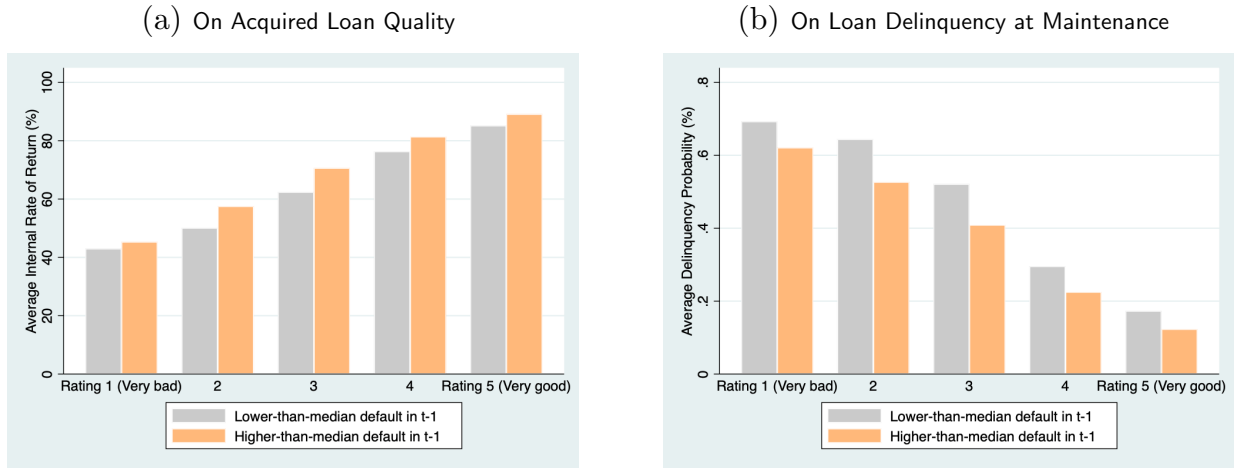 (a) On Acquired Loan Quality
Average Internal Rate of Return (%)
100
80
60
40
20
0
Rating 1 (Very bad) 2 3 4 Rating 5 (Very good)
Lower-than-median default in t-1
Higher-than-median default in t-1
(b) On Loan Delinquency at Maintenance
Average Delinquency Probability (%)
.8
.6
.4
.2
0
Rating 1 (Very bad) 2 3 4 Rating 5 (Very good)
Lower-than-median default in t-1
Higher-than-median default in t-1